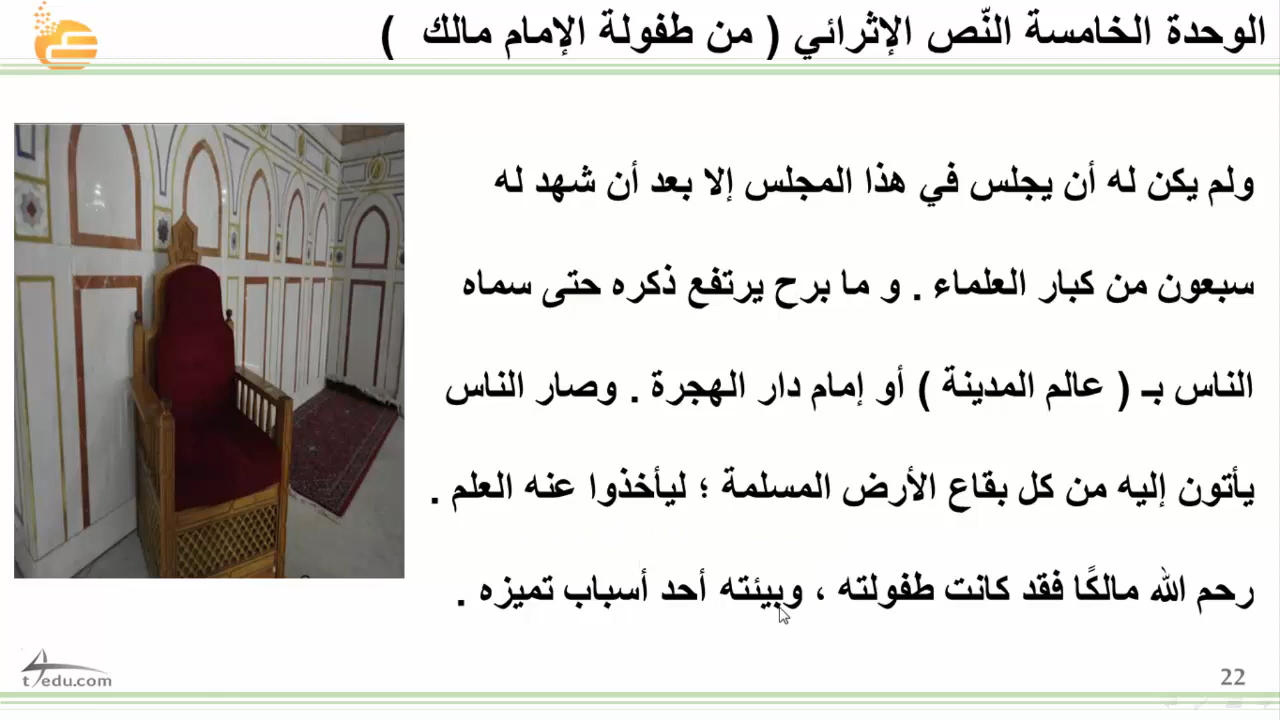 الوحدة الخامسة النّص الإثرائي ( من طفولة الإمام مالك )
ولم يكن له أن يجلس في هذا المجلس إلا بعد أن شهد له
سبعون من كبار العلماء . و ما برح يرتفع ذكره حتى سماه
الناس بـ ( عالم المدينة ) أو إمام دار الهجرة . وصار الناس
يأتون إليه من كل بقاع الأرض المسلمة ؛ ليأخذوا عنه العلم .
رحم الله مالكًا فقد كانت طفولته ، وبيئته أحد أسباب تميزه .
t4edu.com
22